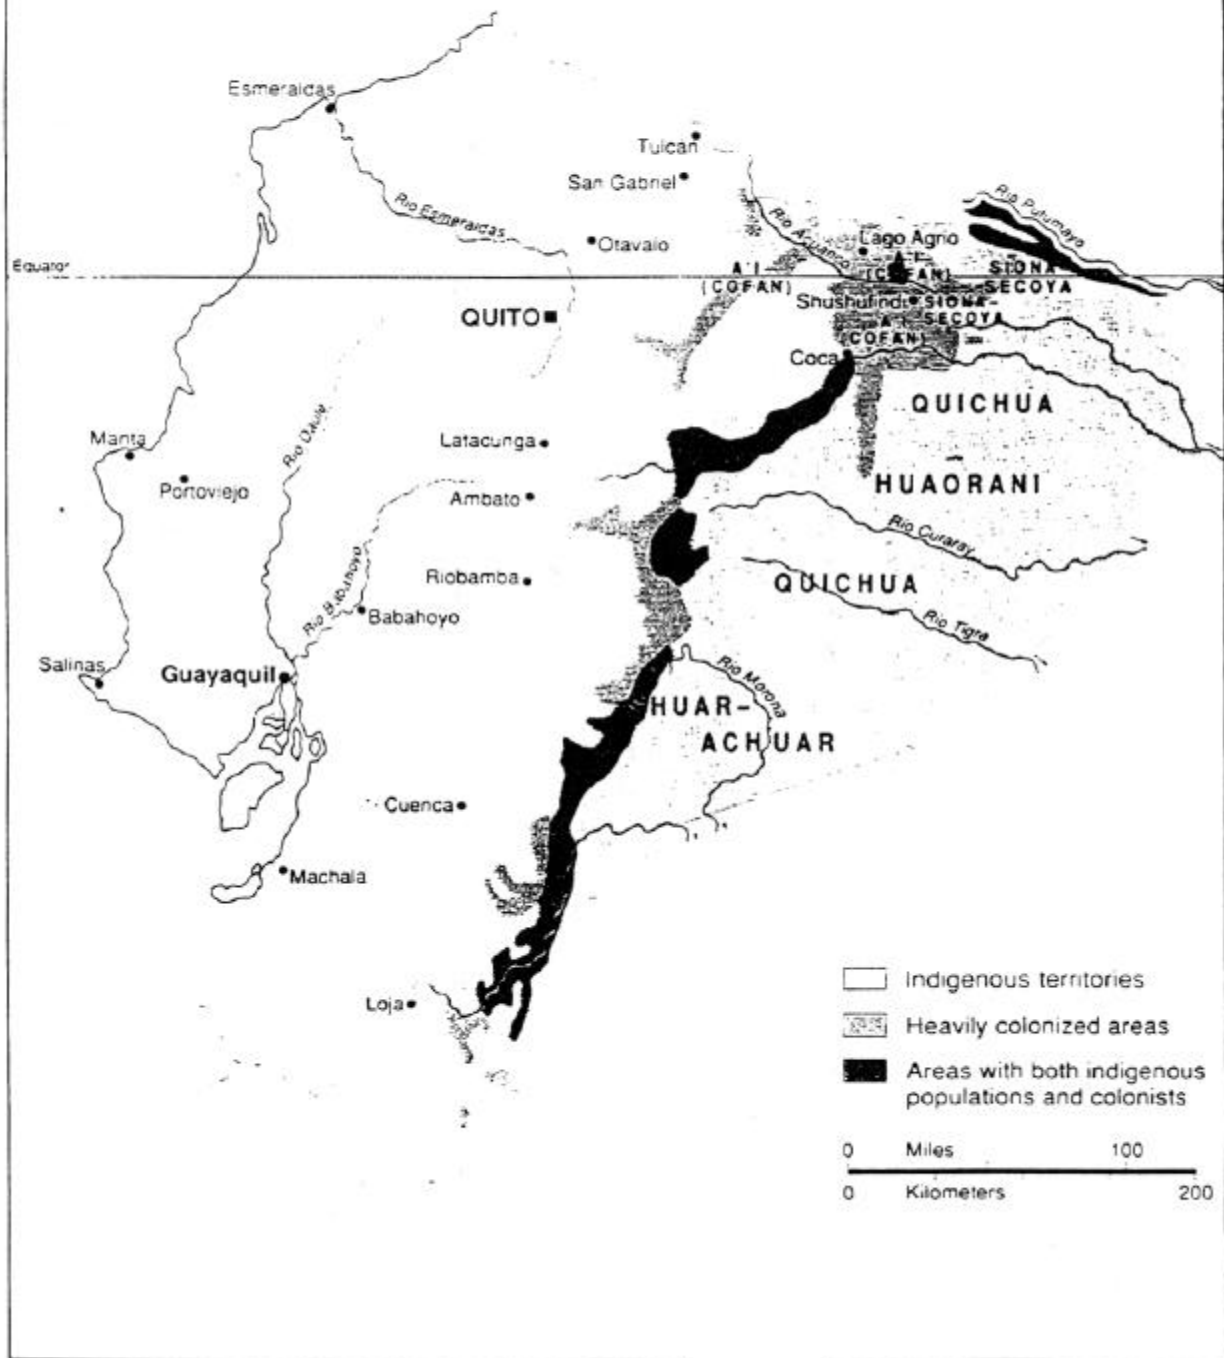 Esmeraldas
Tulcán
San Gabriel
Rio Esmeraldas
Otavalo
Rio Aguarico
Lago Agrio
Rio Putumayo
Equator
A'I
(COFAN)
A'I
(COFAN)
SIONA
SECOYA
Shushufindi
SIONA-
SECOYA
A'I
(COFAN)
QUITO
Coca
QUICHUA
Manta
Rio Daule
Latacunga
Portoviejo
Ambato
HUAORANI
Rio Curaray
Riobamba
QUICHUA
Rio Babahoyo
Babahoyo
Rio Tigra
Salinas
Guayaquil
Rio Morona
HUAR-
ACHUAR
Cuenca
Machala
Loja
Indigenous territories
Heavily colonized areas
Areas with both indigenous
populations and colonists
0 Miles 100
0 Kilometers 200